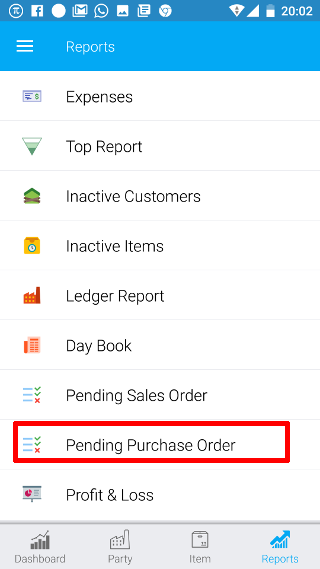 20:02
Reports
Expenses
Top Report
Inactive Customers
Inactive Items
Ledger Report
Day Book
Pending Sales Order
Pending Purchase Order
Profit & Loss
Dashboard Party Item Reports